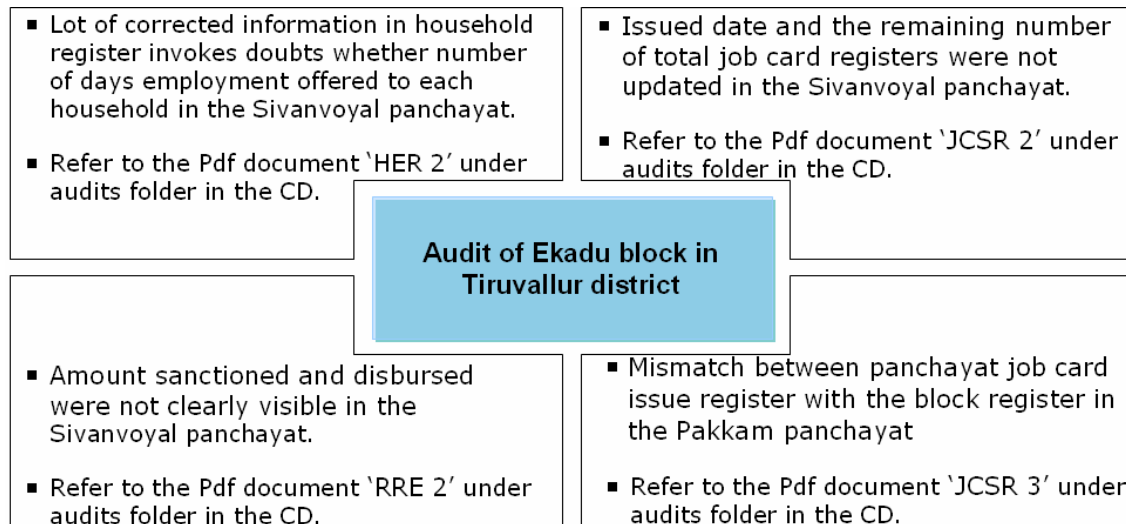 ▪ Lot of corrected information in household
register invokes doubts whether number
of days employment offered to each
household in the Sivanvoyal panchayat.
▪ Refer to the Pdf document ‘HER 2’ under
audits folder in the CD.
▪ Issued date and the remaining number
of total job card registers were not
updated in the Sivanvoyal panchayat.
▪ Refer to the Pdf document ‘JCSR 2’ under
audits folder in the CD.
Audit of Ekadu block in
Tiruvallur district
▪ Amount sanctioned and disbursed
were not clearly visible in the
Sivanvoyal panchayat.
▪ Refer to the Pdf document ‘RRE 2’ under
audits folder in the CD.
▪ Mismatch between panchayat job card
issue register with the block register in
the Pakkam panchayat
▪ Refer to the Pdf document ‘JCSR 3’ under
audits folder in the CD.